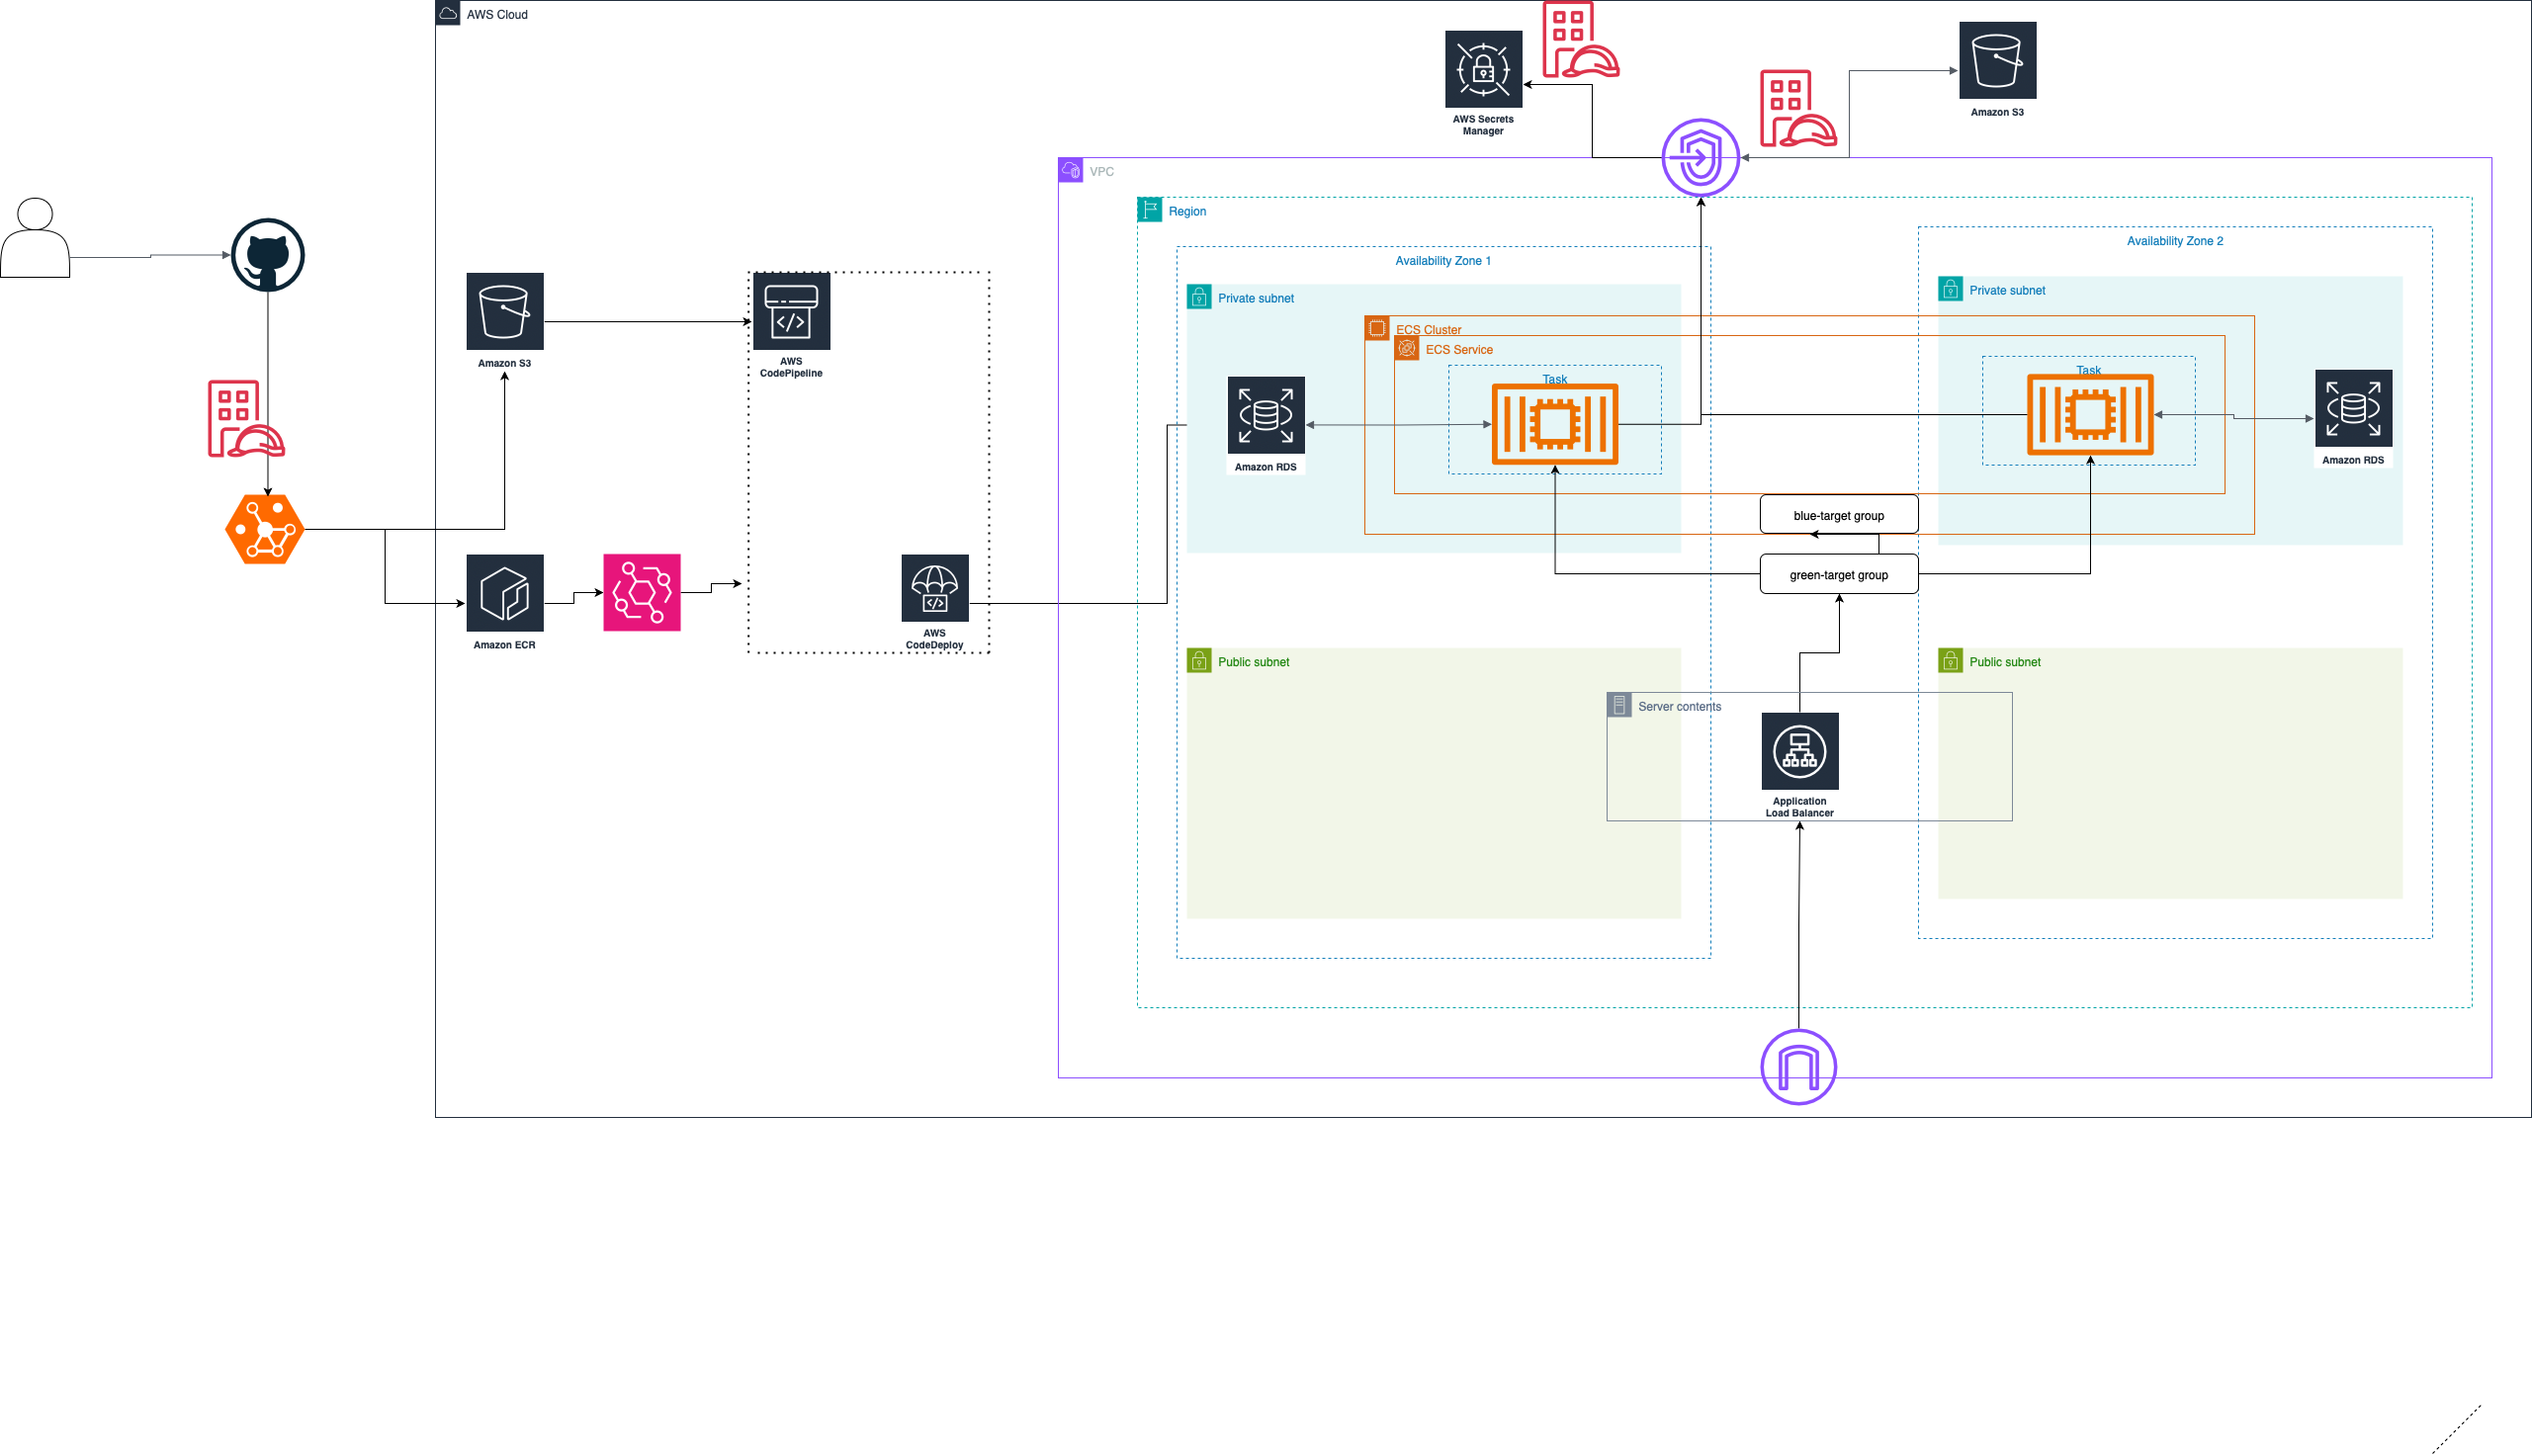 AWS Cloud
AWS Secrets
Manager
Amazon S3
VPC
Region
Availability Zone 1
Availability Zone 2
Private subnet
Private subnet
ECS Cluster
ECS Service
Task
Task
Amazon S3
AWS
CodePipeline
Amazon RDS
Amazon RDS
blue-target group
green-target group
Amazon ECR
AWS
CodeDeploy
Public subnet
Public subnet
Server contents
Application
Load Balancer